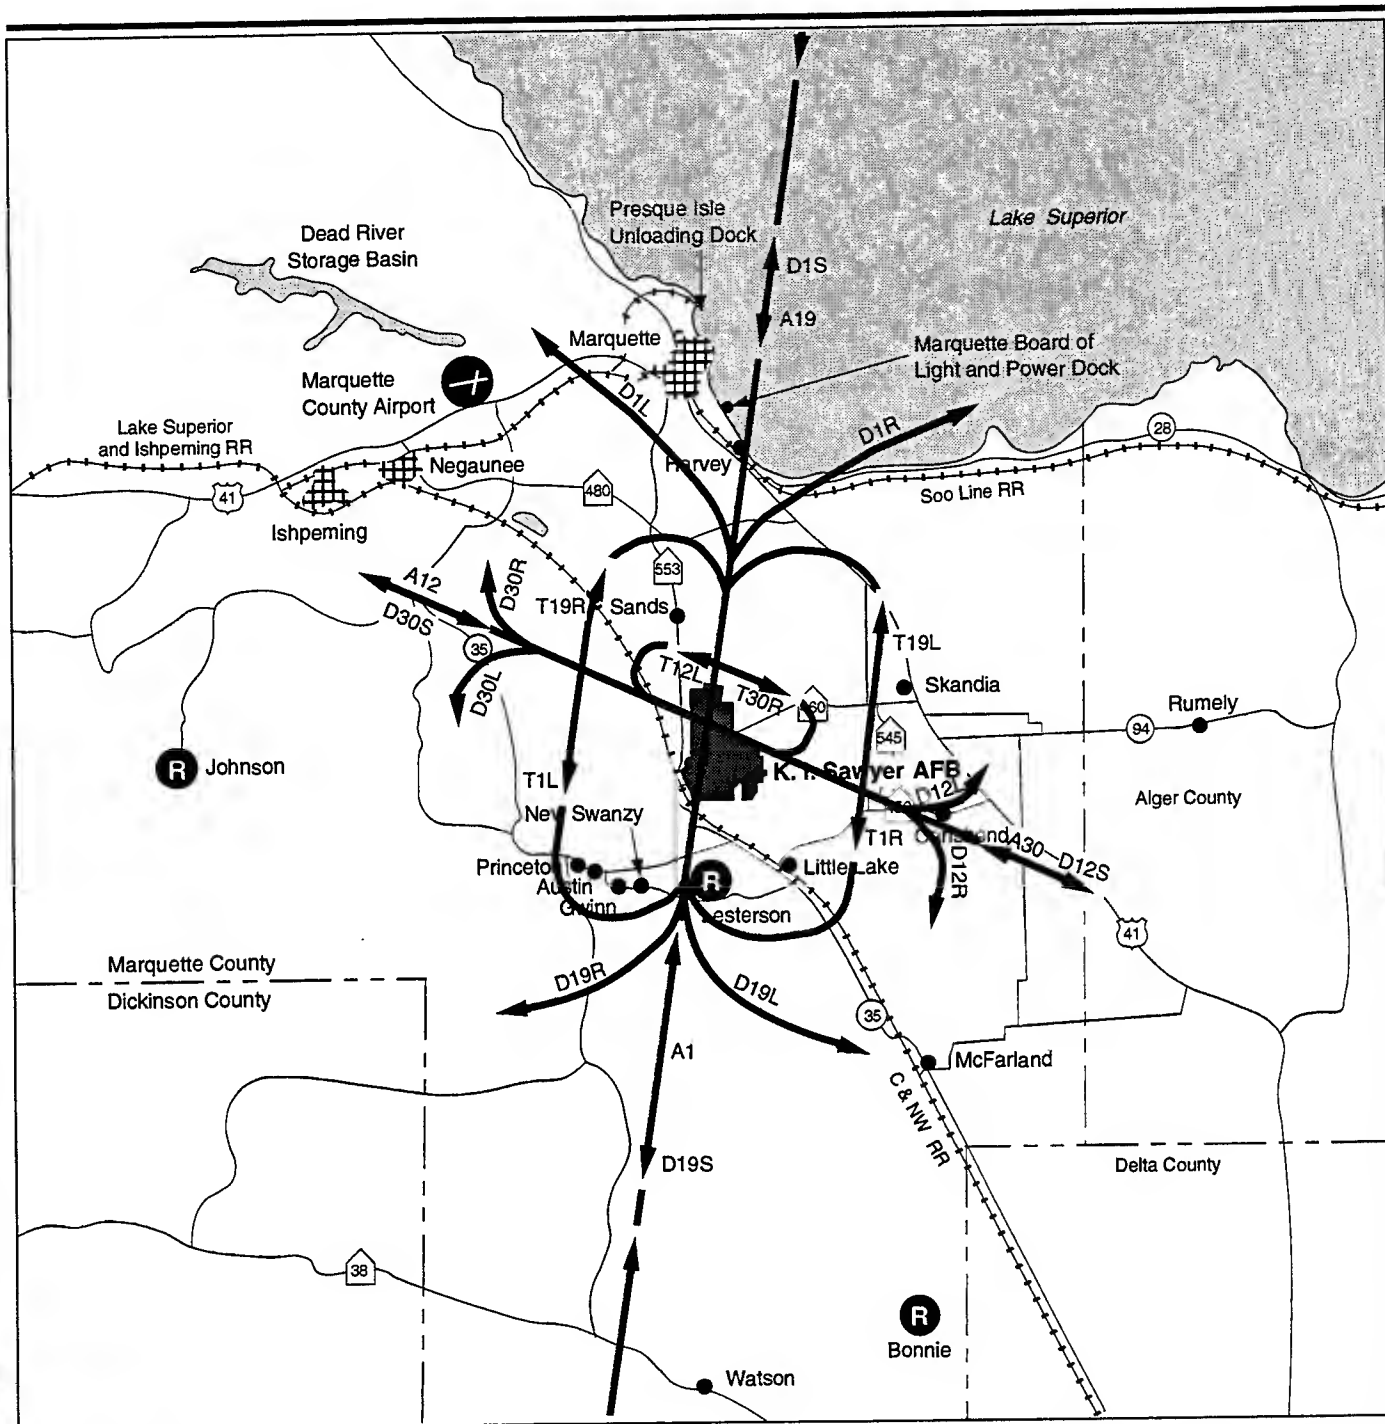 Lake Superior
Presque Isle
Unloading Dock
Dead River
Storage Basin
D1S
A19
Marquette
Marquette Board of
Light and Power Dock
Marquette
County Airport
D1L
D1R
Lake Superior
and Ishpeming RR
28
Negaunee
Harvey
41
480
Soo Line RR
Ishpeming
553
A12
D30R
T19R
Sands
D30S
35
T19L
T12L
D30L
T30R
Skandia
460
Rumely
545
94
R
Johnson
K. I. Sawyer AFB
T1L
D12L
Alger County
New Swanzy
T1R
A30
D12S
Princeton
Little Lake
D12R
Austin
R
Gwinn
41
Marquette County
D19R
D19L
Dickinson County
35
A1
McFarland
C & NW RR
D19S
Delta County
38
R
Bonnie
Watson